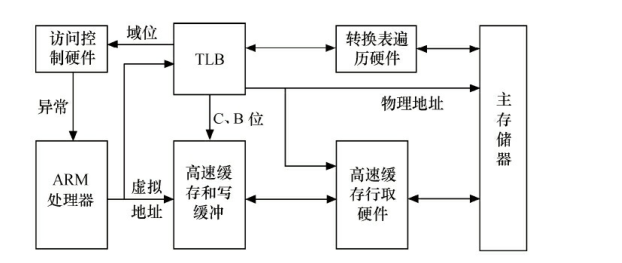 访问控
制硬件
域位
TLB
转换表遍
历硬件
异常
C、B 位
物理地址
主
存
储
器
ARM
处理器
虚拟
地址
高速缓
存和写
缓冲
高速缓
存行取
硬件